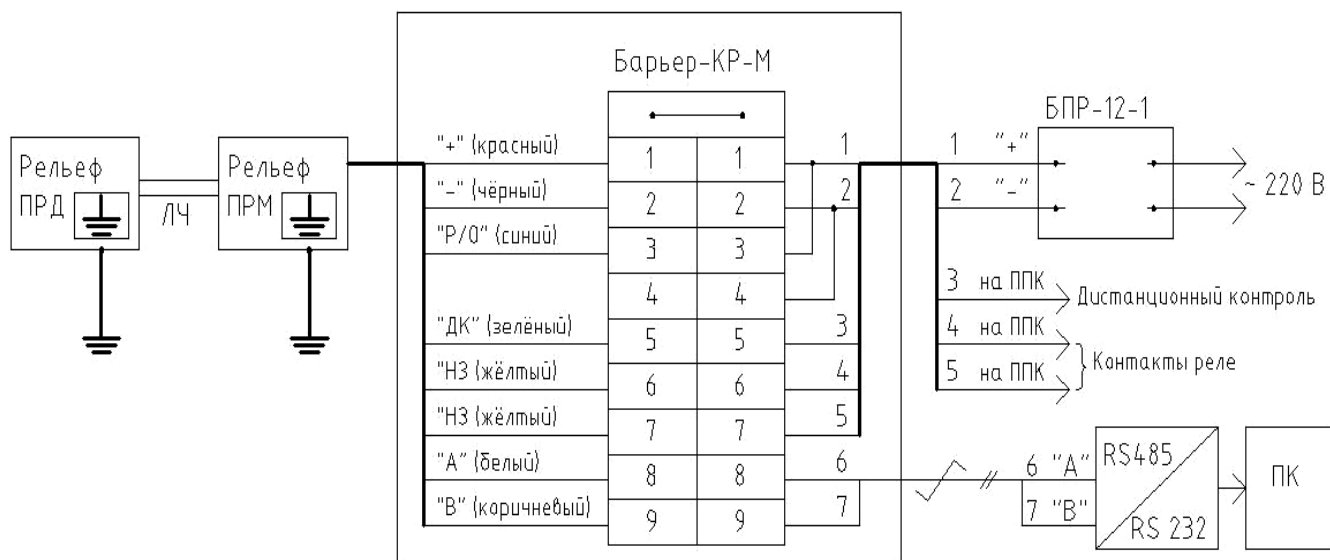 Барьер-КР-М
БПР-12-1
Рельеф
ПРД
ЛЧ
Рельеф
ПРМ
"+" (красный)
"–" (чёрный)
"Р/О" (синий)
"ДК" (зелёный)
"НЗ (жёлтый)
"НЗ (жёлтый)
"А" (белый)
"В" (коричневый)
1 1
2 2
3 3
4 4
5 5
6 6
7 7
8 8
9 9
1
2
3
4
5
6
7
1 "+"
2 "–"
~ 220 В
3 на ППК
Дистанционный контроль
4 на ППК
5 на ППК
Контакты реле
6 "А"
7 "В"
RS485
RS 232
ПК